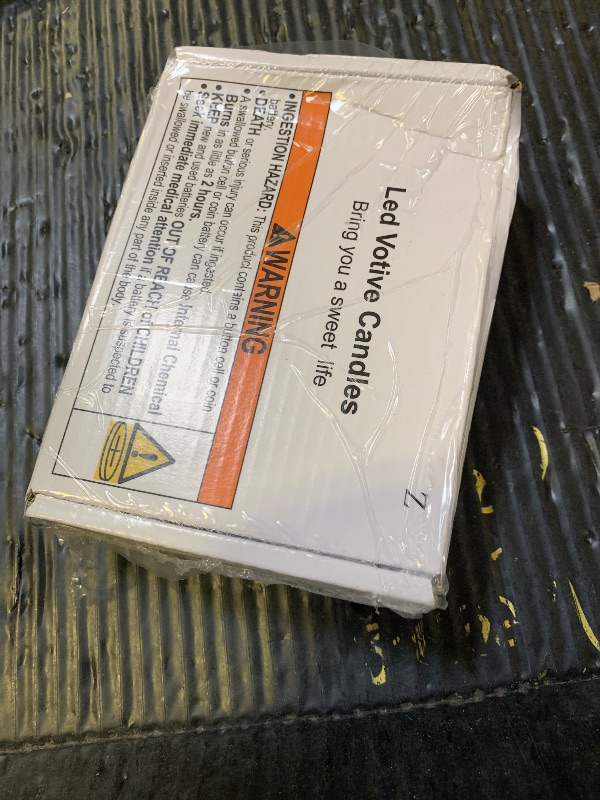 Led Votive Candles
Bring you a sweet life
Z
WARNING
• INGESTION HAZARD: This product contains a button cell or coin
battery.
• DEATH or serious injury can occur if ingested.
• A swallowed button cell or coin battery can cause Internal Chemical
Burns in as little as 2 hours.
• KEEP new and used batteries OUT OF REACH of CHILDREN
• Seek immediate medical attention if a battery is suspected to
be swallowed or inserted inside any part of the body.